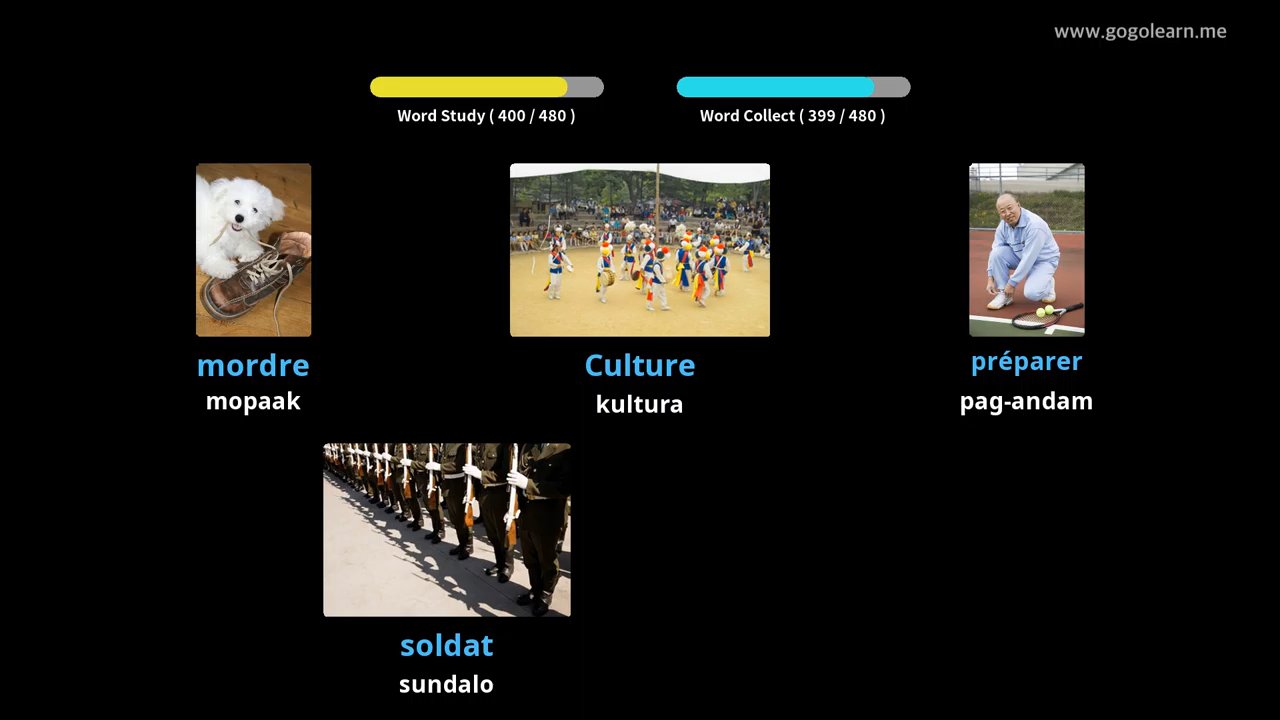 www.gogolearn.me
Word Study ( 400 / 480 )
Word Collect ( 399 / 480 )
mordre
mopaak
Culture
kultura
préparer
pag-andam
soldat
sundalo